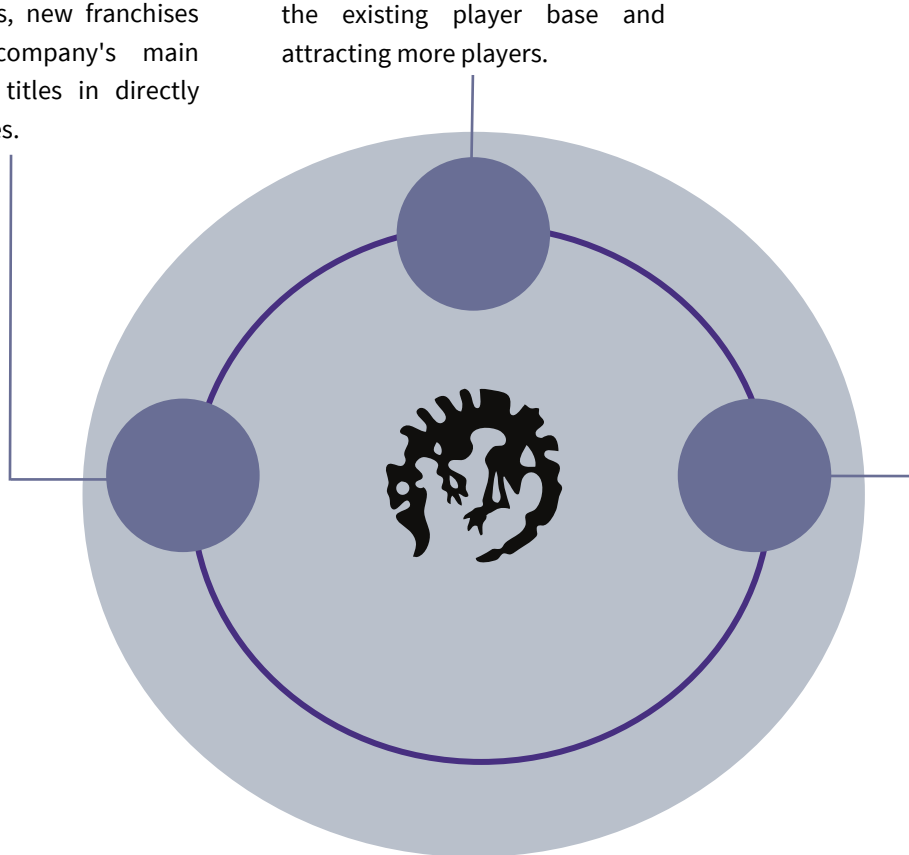 s, new franchises
company's main
titles in directly
es.
the existing player base and
attracting more players.